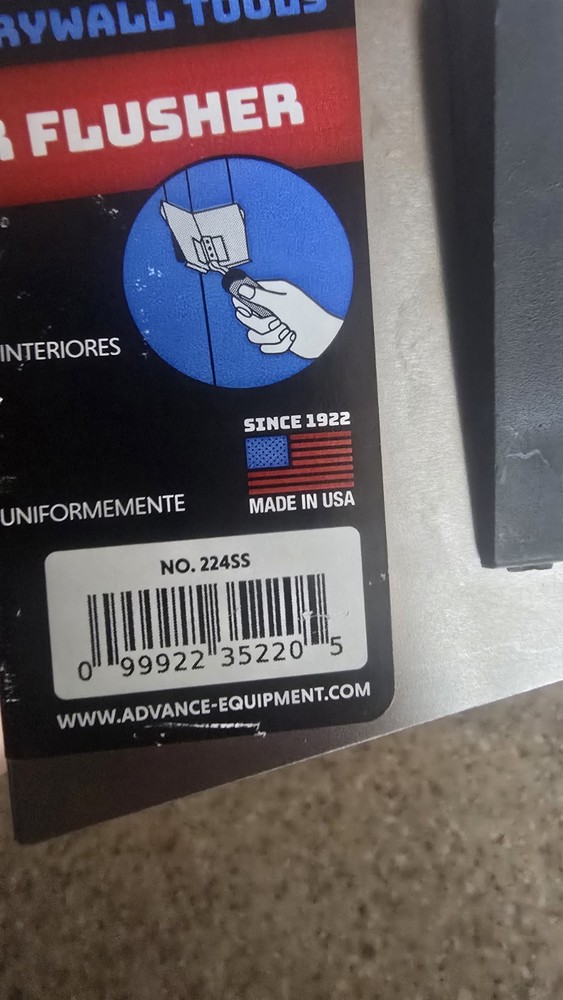 RYWALL TOOLS
R FLUSHER
INTERIORES
SINCE 1922
MADE IN USA
UNIFORMEMENTE
NO. 224SS
0 99922 35220 5
WWW.ADVANCE-EQUIPMENT.COM